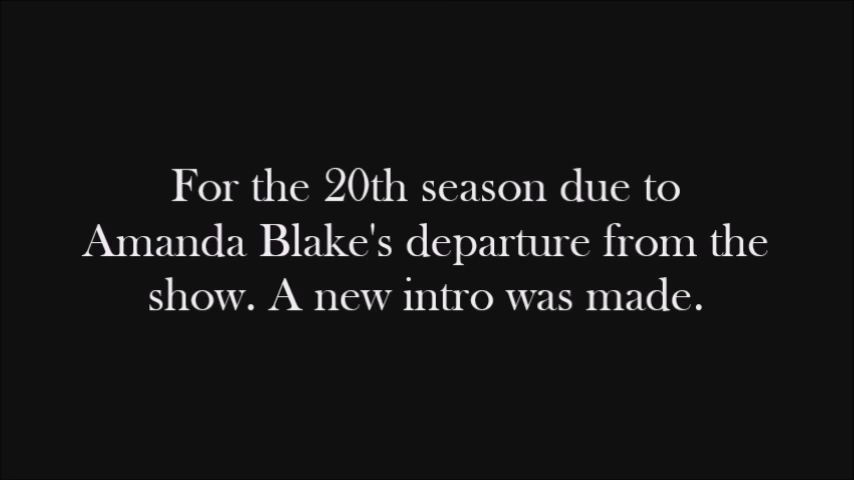 For the 20th season due to
Amanda Blake's departure from the
show. A new intro was made.